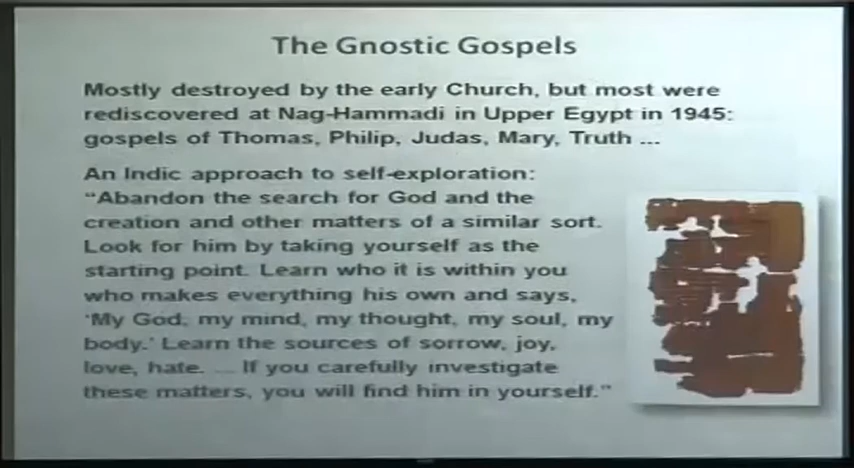 The Gnostic Gospels
Mostly destroyed by the early Church, but most were
rediscovered at Nag-Hammadi in Upper Egypt in 1945:
gospels of Thomas, Philip, Judas, Mary, Truth ...
An Indic approach to self-exploration:
“Abandon the search for God and the
creation and other matters of a similar sort.
Look for him by taking yourself as the
starting point. Learn who it is within you
who makes everything his own and says,
‘My God, my mind, my thought, my soul, my
body.’ Learn the sources of sorrow, joy,
love, hate. ... If you carefully investigate
these matters, you will find him in yourself.”